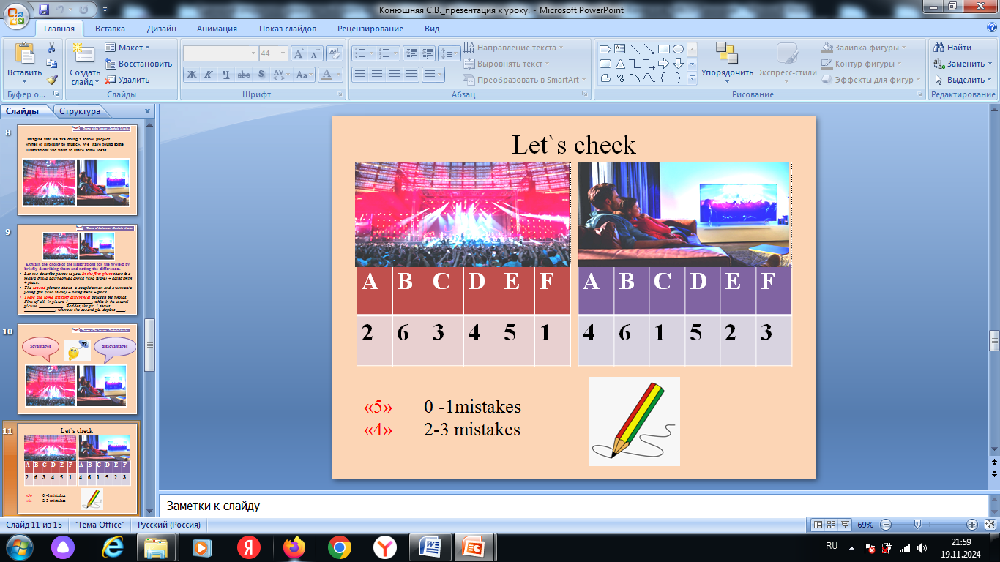 Конюшняя С.В._презентация к уроку. - Microsoft PowerPoint
Главная Вставка Дизайн Анимация Показ слайдов Рецензирование Вид
Вставить
Буфер о...
Создать слайд
Макет
Восстановить
Удалить
Слайды
44
Ж К Ч abc S AV Aa А
Шрифт
Направление текста
Выровнять текст
Преобразовать в SmartArt
Абзац
Упорядочить Экспресс-стили
Заливка фигуры
Контур фигуры
Эффекты для фигур
Рисование
Найти
Заменить
Выделить
Редактирование
Слайды Структура x
8
Imagine that we are doing a school project
«types of listening to music». We have found some
illustrations and want to share some ideas.
9
Explain the choice of the illustrations for the project by
briefly describing them and noting the differences.
10
advantages disadvantages
11
Let`s check
A B C D E F A B C D E F
2 6 3 4 5 1 4 6 1 5 2 3
«5» 0 -1mistakes
«4» 2-3 mistakes
Let`s check
A B C D E F A B C D E F
2 6 3 4 5 1 4 6 1 5 2 3
«5» 0 -1mistakes
«4» 2-3 mistakes
Заметки к слайду
Слайд 11 из 15 "Тема Office" Русский (Россия) 69%
RU 21:59
19.11.2024